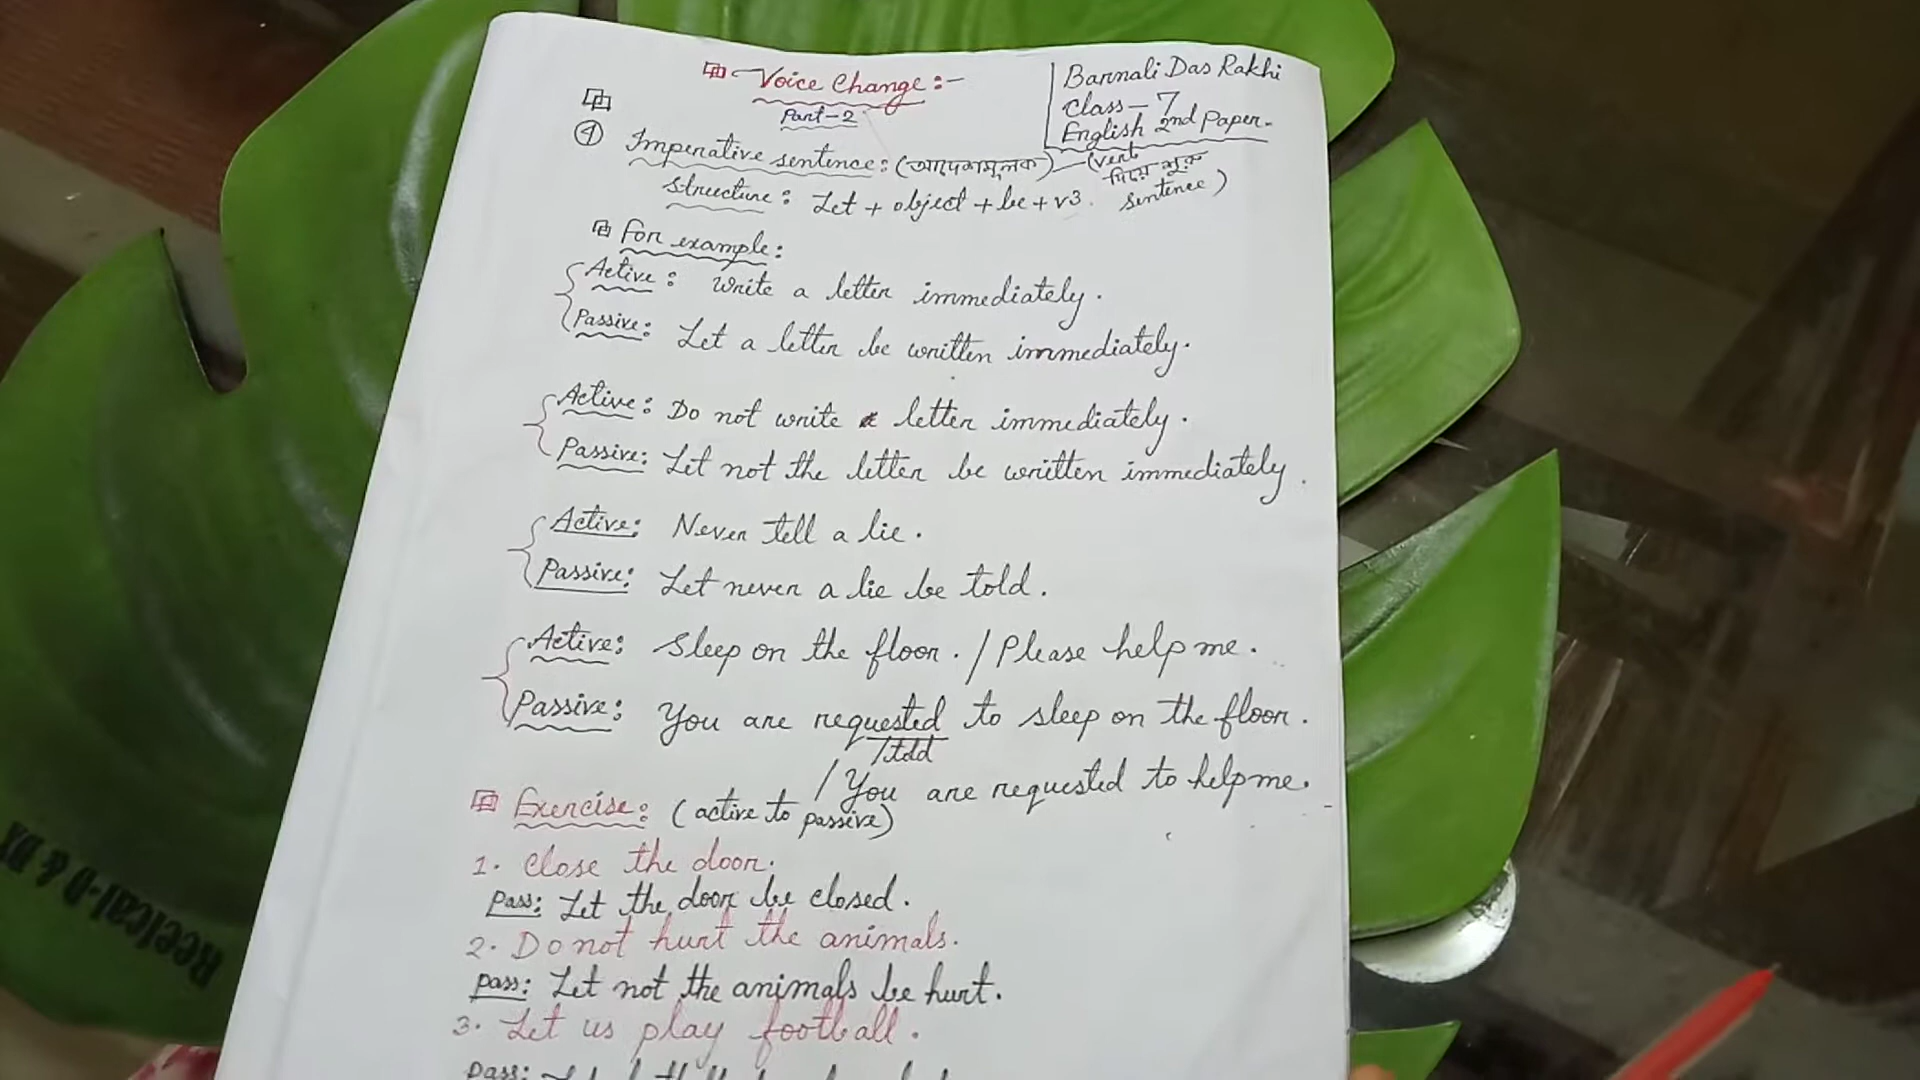 Voice Change:-
Part-2
Barnali Das Rakhi
Class-7
English 2nd Paper-
④ Imperative sentence: (আদেশমূলক) - (verb দিয়ে শুরু sentence)
Structure: Let + object + be + v3.
For example:
Active: Write a letter immediately.
Passive: Let a letter be written immediately.
Active: Do not write letter immediately.
Passive: Let not the letter be written immediately.
Active: Never tell a lie.
Passive: Let never a lie be told.
Active: Sleep on the floor. / Please help me.
Passive: You are requested to sleep on the floor.
/told
/ You are requested to help me.
Exercise: (active to passive)
1. Close the door.
Pass: Let the door be closed.
2. Do not hurt the animals.
Pass: Let not the animals be hurt.
3. Let us play football.
Pass: